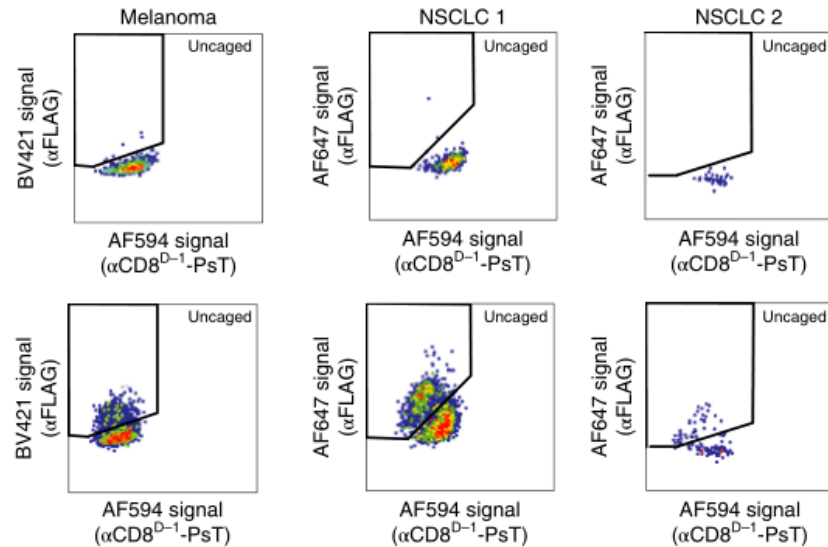 Melanoma NSCLC 1 NSCLC 2
Uncaged Uncaged Uncaged
BV421 signal
(αFLAG)
AF647 signal
(αFLAG)
AF647 signal
(αFLAG)
AF594 signal
(αCD8ᴰ⁻¹-PsT)
AF594 signal
(αCD8ᴰ⁻¹-PsT)
AF594 signal
(αCD8ᴰ⁻¹-PsT)
Uncaged Uncaged Uncaged
BV421 signal
(αFLAG)
AF647 signal
(αFLAG)
AF647 signal
(αFLAG)
AF594 signal
(αCD8ᴰ⁻¹-PsT)
AF594 signal
(αCD8ᴰ⁻¹-PsT)
AF594 signal
(αCD8ᴰ⁻¹-PsT)